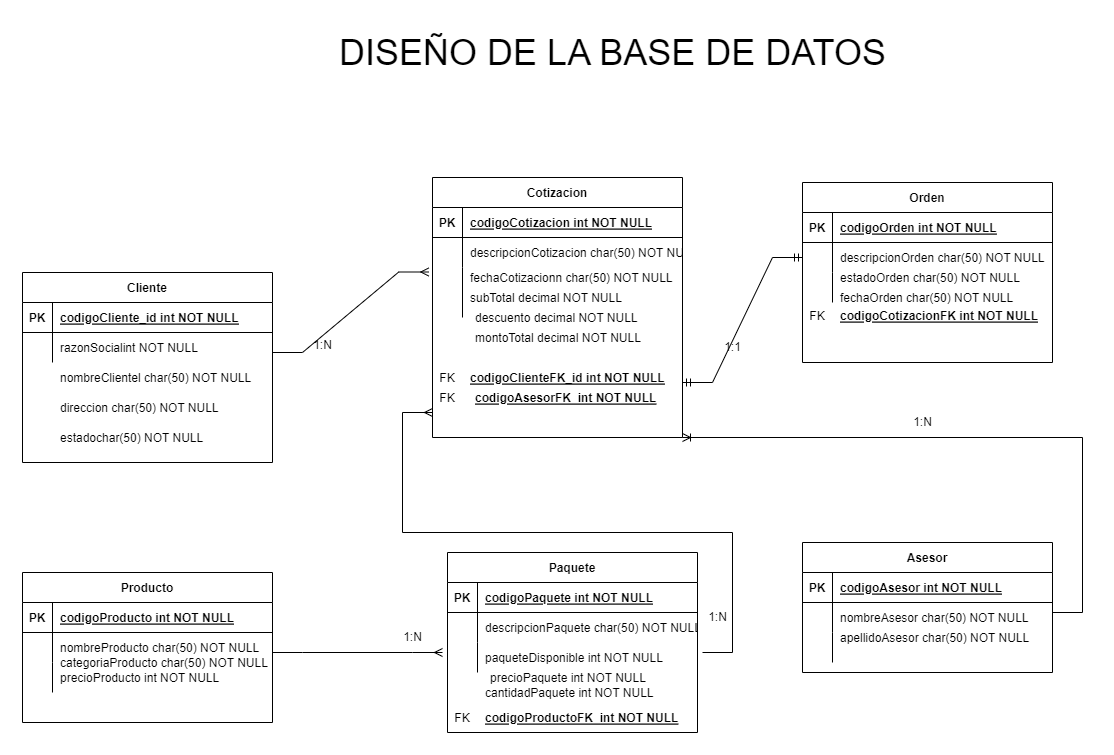 DISEÑO DE LA BASE DE DATOS
Cliente
PK codigoCliente_id int NOT NULL
razonSocialint NOT NULL
nombreClientel char(50) NOT NULL
direccion char(50) NOT NULL
estadochar(50) NOT NULL
1:N
Cotizacion
PK codigoCotizacion int NOT NULL
descripcionCotizacion char(50) NOT NU
fechaCotizacionn char(50) NOT NULL
subTotal decimal NOT NULL
descuento decimal NOT NULL
montoTotal decimal NOT NULL
FK codigoClienteFK_id int NOT NULL
FK codigoAsesorFK_int NOT NULL
1:1
Orden
PK codigoOrden int NOT NULL
descripcionOrden char(50) NOT NULL
estadoOrden char(50) NOT NULL
fechaOrden char(50) NOT NULL
FK codigoCotizacionFK int NOT NULL
1:N
Producto
PK codigoProducto int NOT NULL
nombreProducto char(50) NOT NULL
categoriaProducto char(50) NOT NULL
precioProducto int NOT NULL
1:N
Paquete
PK codigoPaquete int NOT NULL
descripcionPaquete char(50) NOT NULL
paqueteDisponible int NOT NULL
precioPaquete int NOT NULL
cantidadPaquete int NOT NULL
FK codigoProductoFK_int NOT NULL
1:N
Asesor
PK codigoAsesor int NOT NULL
nombreAsesor char(50) NOT NULL
apellidoAsesor char(50) NOT NULL